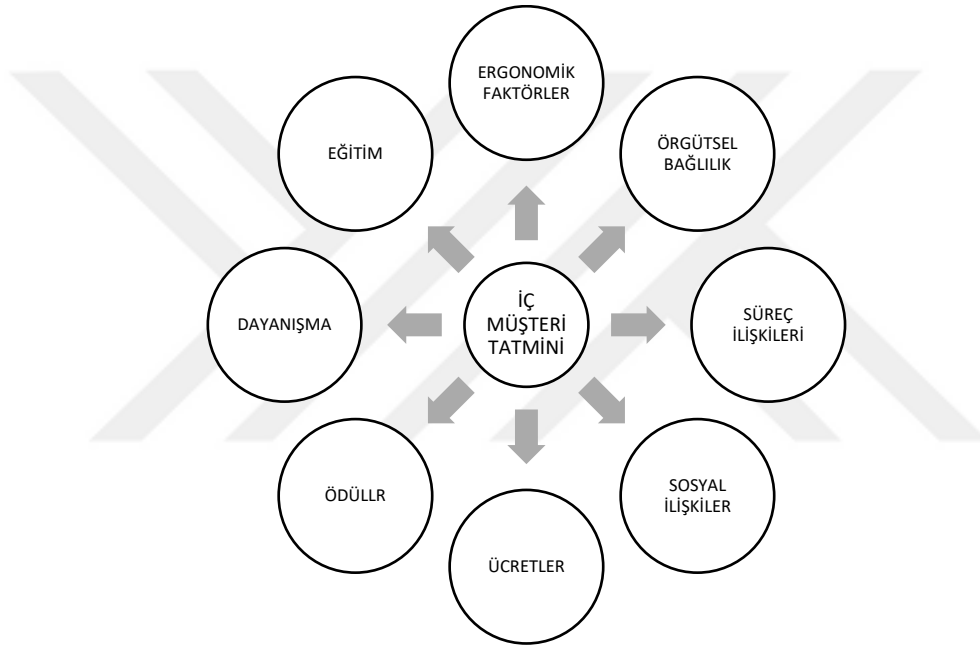 ERGONOMİK
FAKTÖRLER
ÖRGÜTSEL
BAĞLILIK
SÜREÇ
İLİŞKİLERİ
SOSYAL
İLİŞKİLER
ÜCRETLER
ÖDÜLLR
DAYANIŞMA
EĞİTİM
İÇ
MÜŞTERİ
TATMİNİ